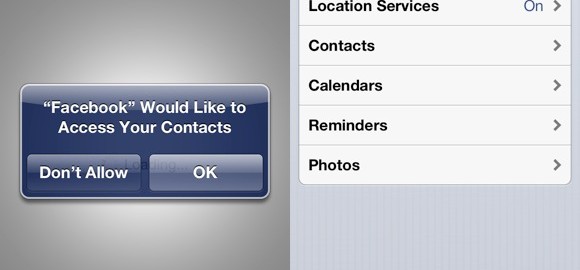 “Facebook” Would Like to
Access Your Contacts
Don’t Allow
OK
Location Services
On
Contacts
Calendars
Reminders
Photos